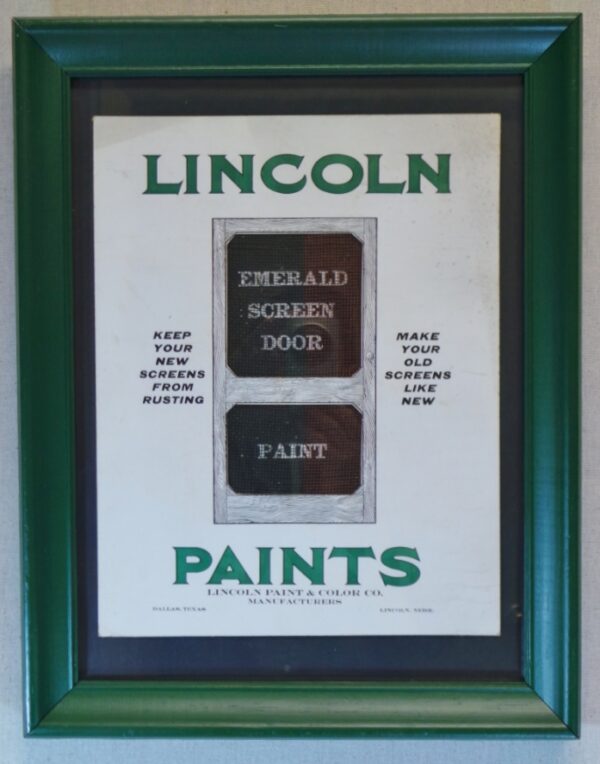 LINCOLN
EMERALD
SCREEN
DOOR
PAINT
KEEP
YOUR
NEW
SCREENS
FROM
RUSTING
MAKE
YOUR
OLD
SCREENS
LIKE
NEW
PAINTS
LINCOLN PAINT & COLOR CO.
MANUFACTURERS
DALLAS, TEXAS
LINCOLN, NEBR.